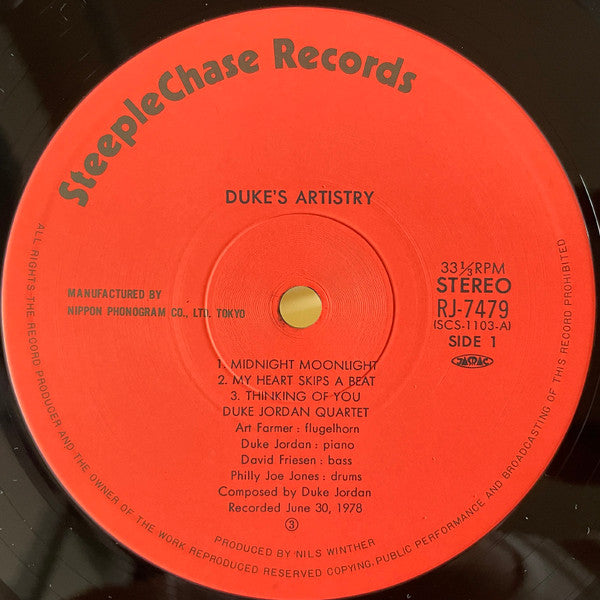 SteepleChase Records
DUKE'S ARTISTRY
33⅓RPM
STEREO
RJ-7479
(SCS-1103-A)
SIDE 1
JASRAC
MANUFACTURED BY
NIPPON PHONOGRAM CO., LTD. TOKYO
1. MIDNIGHT MOONLIGHT
2. MY HEART SKIPS A BEAT
3. THINKING OF YOU
DUKE JORDAN QUARTET
Art Farmer : flugelhorn
Duke Jordan : piano
David Friesen : bass
Philly Joe Jones : drums
Composed by Duke Jordan
Recorded June 30, 1978
③
PRODUCED BY NILS WINTHER
ALL RIGHTS THE RECORD PRODUCER AND THE OWNER OF THE WORK REPRODUCED RESERVED COPYING, PUBLIC PERFORMANCE AND BROADCASTING OF THIS RECORD PROHIBITED